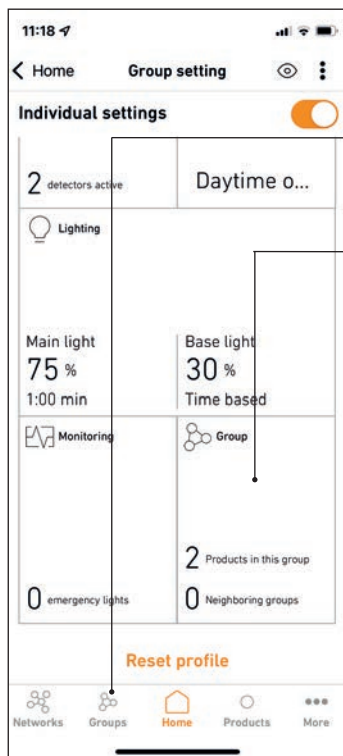 11:18
Home Group setting
Individual settings
2 detectors active
Daytime o...
Lighting
Main light
75 %
1:00 min
Base light
30 %
Time based
Monitoring
0 emergency lights
Group
2 Products in this group
0 Neighboring groups
Reset profile
Networks Groups Home Products More